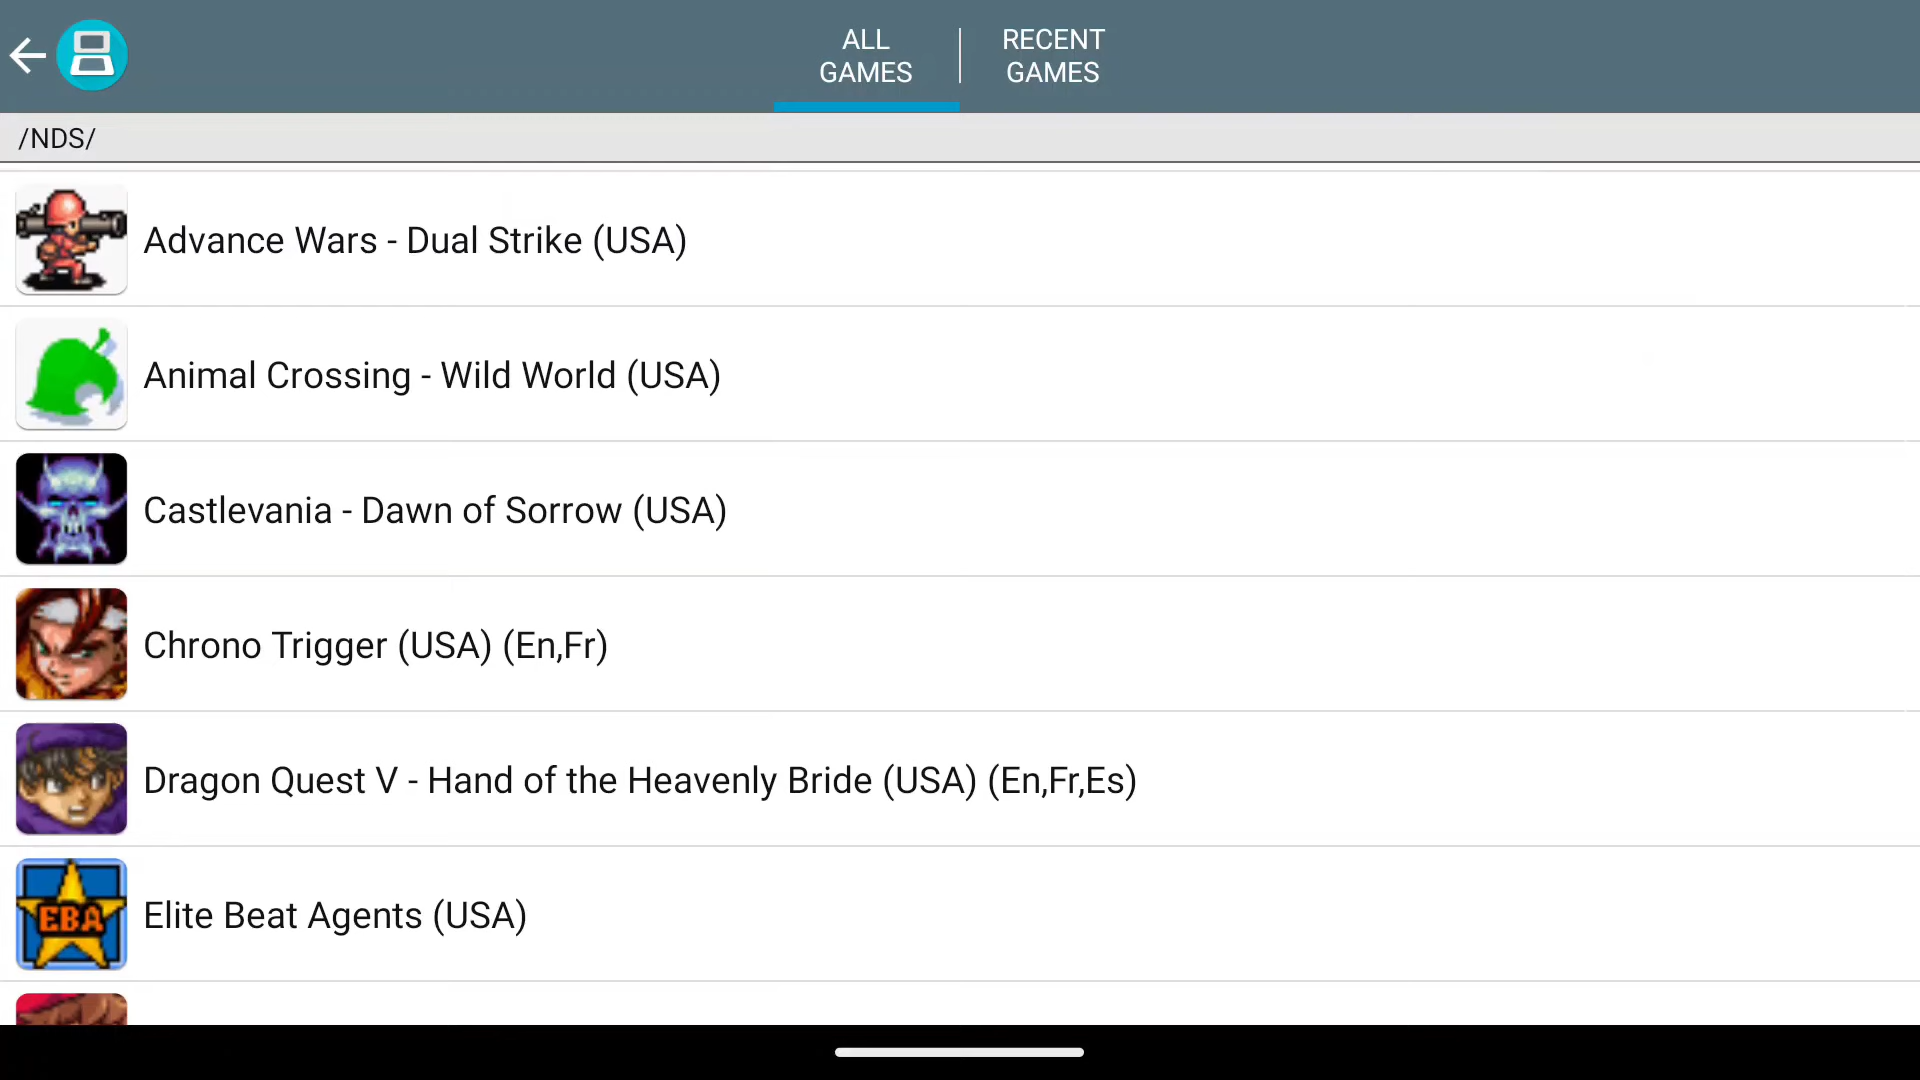 ALL
GAMES
RECENT
GAMES
/NDS/
Advance Wars - Dual Strike (USA)
Animal Crossing - Wild World (USA)
Castlevania - Dawn of Sorrow (USA)
Chrono Trigger (USA) (En,Fr)
Dragon Quest V - Hand of the Heavenly Bride (USA) (En,Fr,Es)
EBA
Elite Beat Agents (USA)